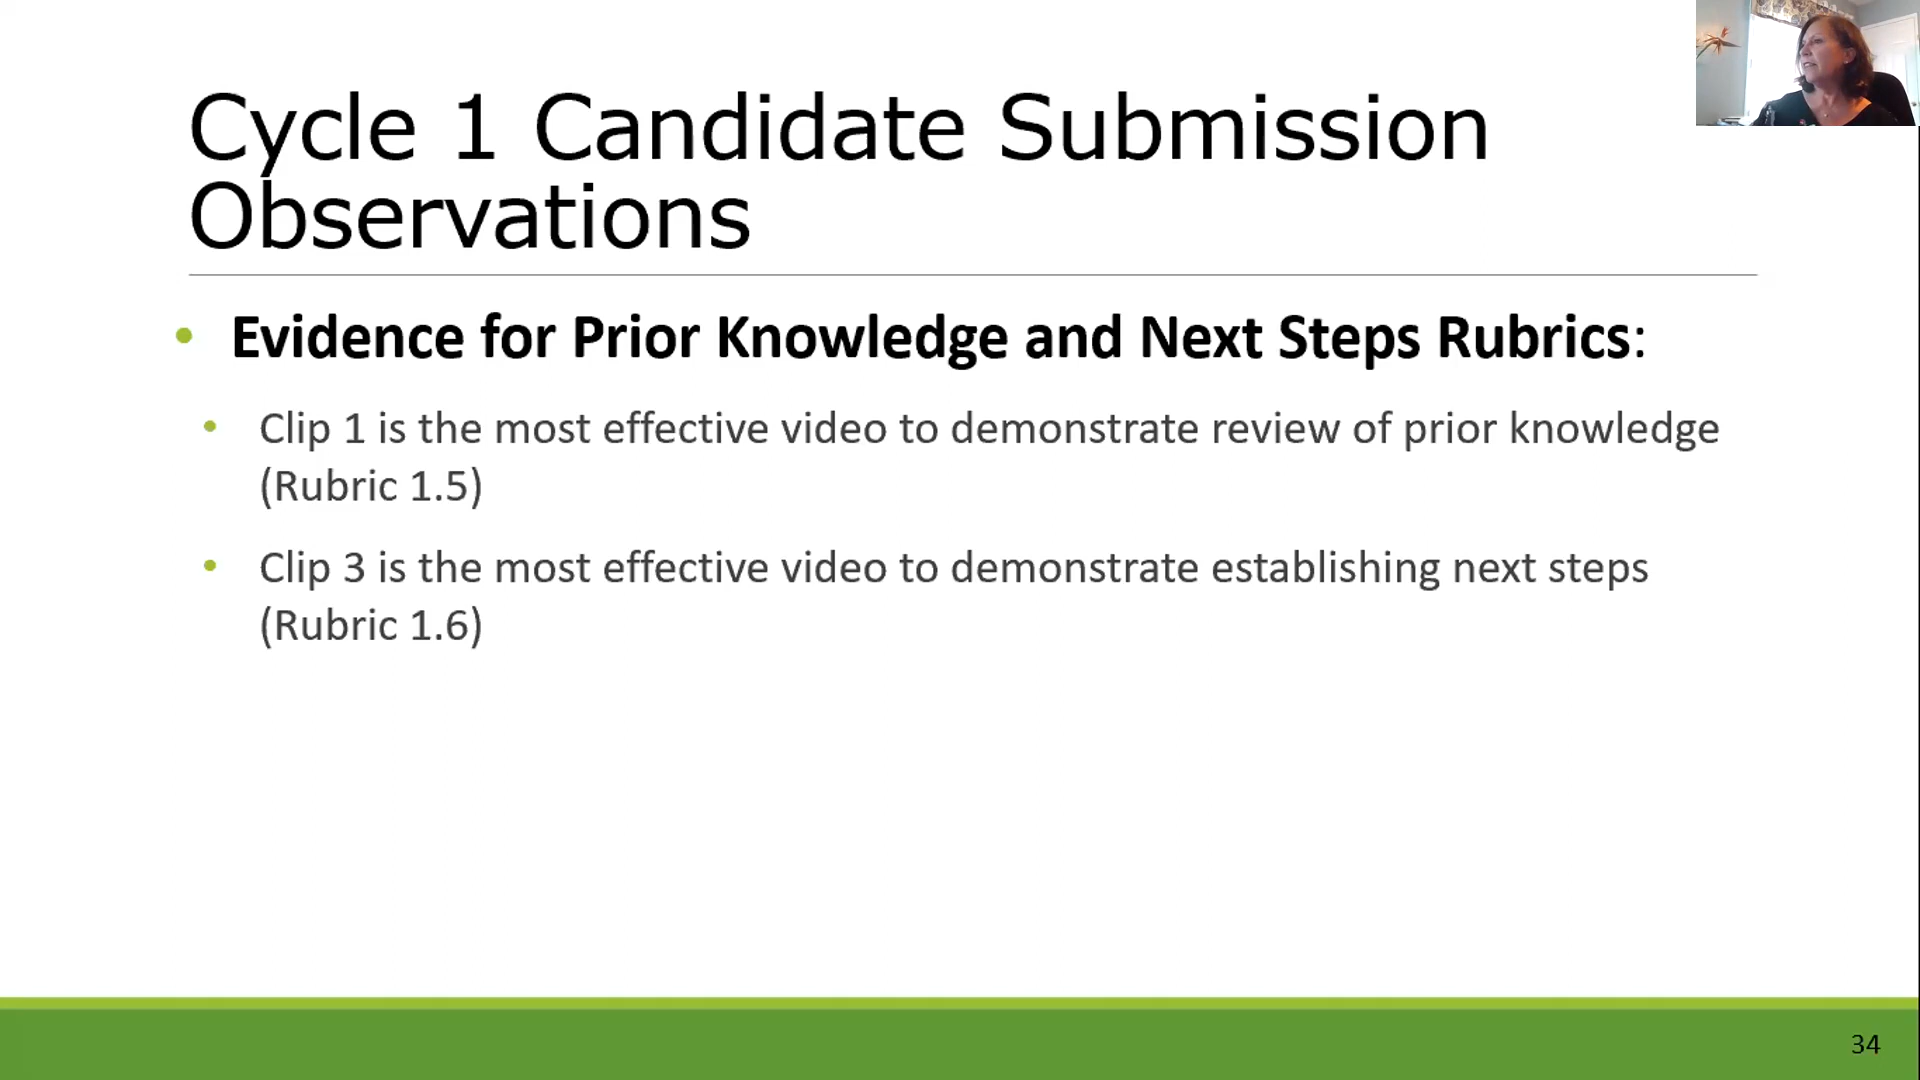 Cycle 1 Candidate Submission
Observations
• Evidence for Prior Knowledge and Next Steps Rubrics:
• Clip 1 is the most effective video to demonstrate review of prior knowledge
(Rubric 1.5)
• Clip 3 is the most effective video to demonstrate establishing next steps
(Rubric 1.6)
34